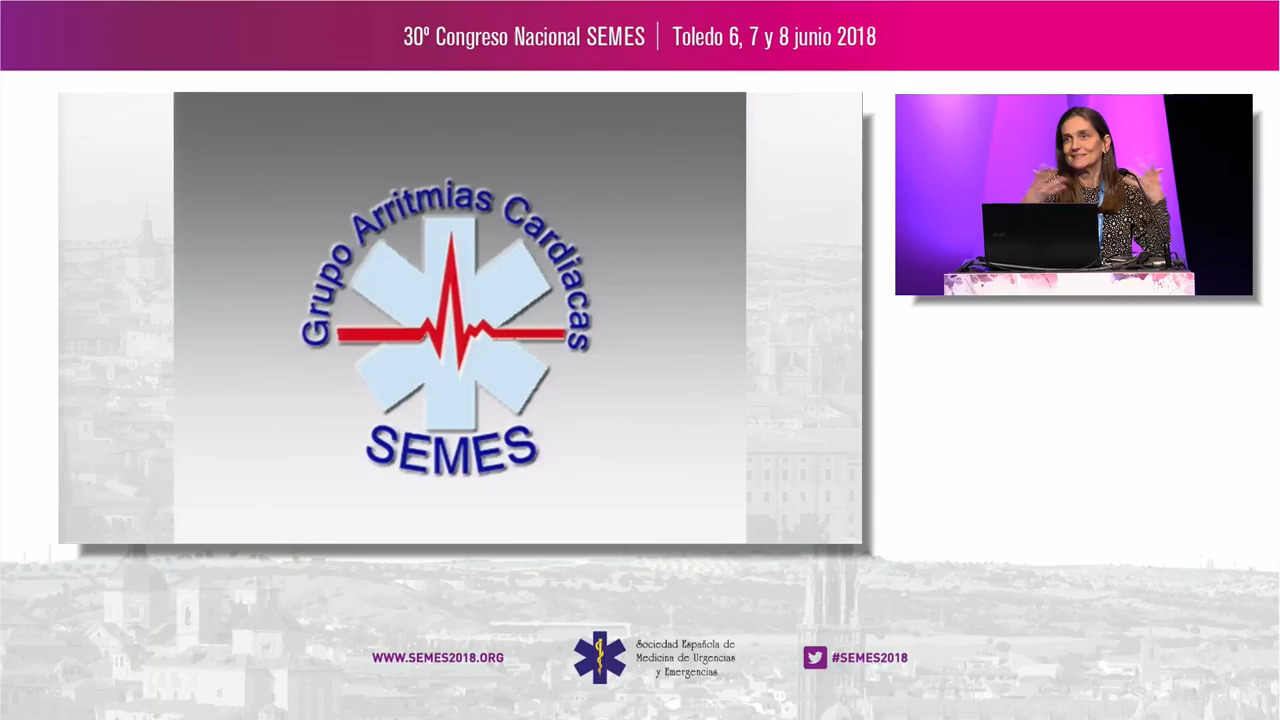 30º Congreso Nacional SEMES | Toledo 6, 7 y 8 junio 2018
Grupo Arritmias Cardiacas
SEMES
WWW.SEMES2018.ORG
Sociedad Española de
Medicina de Urgencias
y Emergencias
#SEMES2018